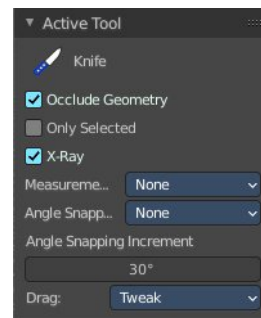 Active Tool
Knife
Occlude Geometry
Only Selected
X-Ray
Measureme... None
Angle Snapp... None
Angle Snapping Increment
30°
Drag: Tweak